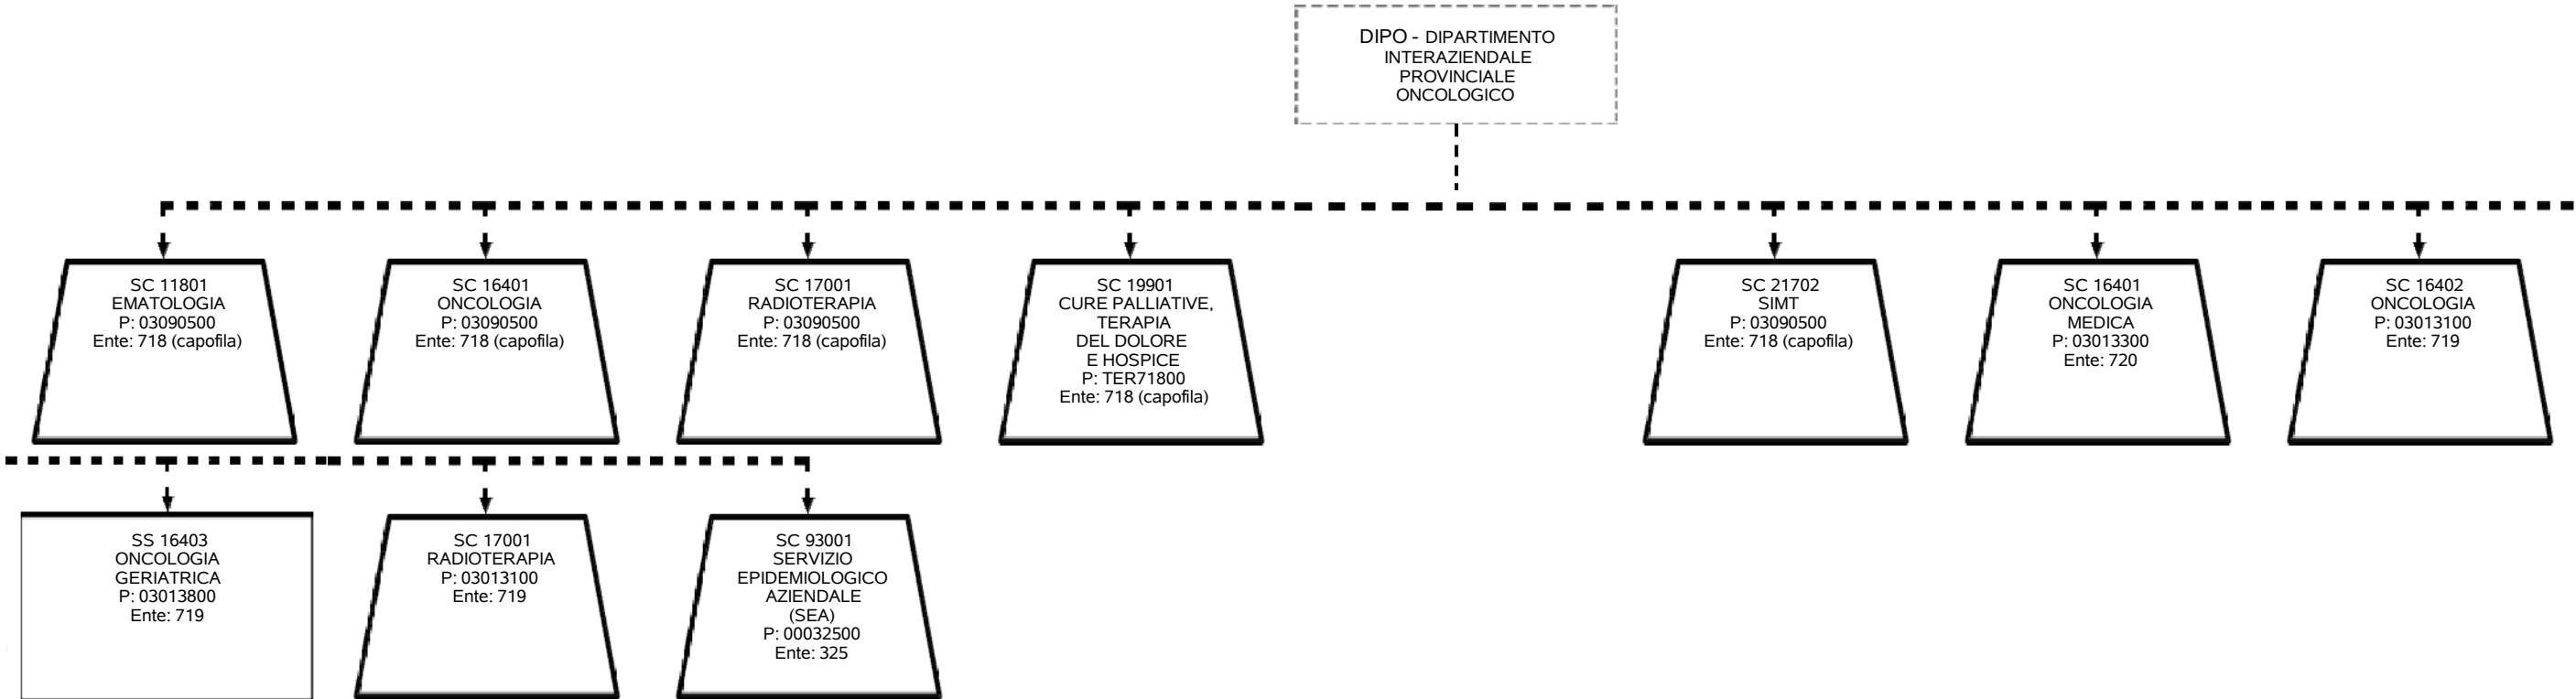 DIPO - DIPARTIMENTO
INTERAZIENDALE
PROVINCIALE
ONCOLOGICO
SC 11801
EMATOLOGIA
P: 03090500
Ente: 718 (capofila)
SC 16401
ONCOLOGIA
P: 03090500
Ente: 718 (capofila)
SC 17001
RADIOTERAPIA
P: 03090500
Ente: 718 (capofila)
SC 19901
CURE PALLIATIVE,
TERAPIA
DEL DOLORE
E HOSPICE
P: TER71800
Ente: 718 (capofila)
SC 21702
SIMT
P: 03090500
Ente: 718 (capofila)
SC 16401
ONCOLOGIA
MEDICA
P: 03013300
Ente: 720
SC 16402
ONCOLOGIA
P: 03013100
Ente: 719
SS 16403
ONCOLOGIA
GERIATRICA
P: 03013800
Ente: 719
SC 17001
RADIOTERAPIA
P: 03013100
Ente: 719
SC 93001
SERVIZIO
EPIDEMIOLOGICO
AZIENDALE
(SEA)
P: 00032500
Ente: 325